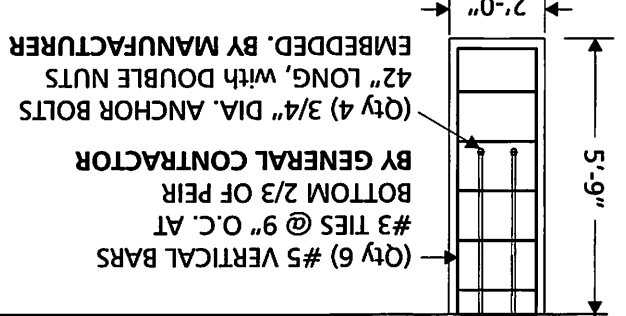 (Qty 6) #5 VERTICAL BARS
#3 TIES @ 9" O.C. AT
BOTTOM 2/3 OF PEIR
BY GENERAL CONTRACTOR
(Qty 4) 3/4" DIA. ANCHOR BOLTS
42" LONG, with DOUBLE NUTS
EMBEDDED. BY MANUFACTURER
5'-9"
2'-0"